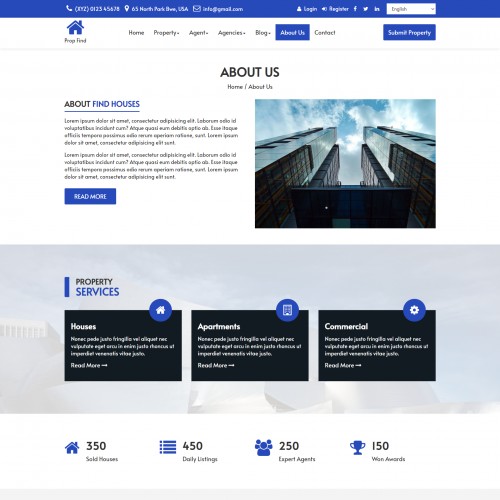 (XYZ) 0123 45678 65 North Park Bve, USA info@gmail.com Login Register English
Prop Find
Home Property Agent Agencies Blog About Us Contact Submit Property
ABOUT US
Home / About Us
ABOUT FIND HOUSES
Lorem ipsum dolor sit amet, consectetur adipisicing elit. Laborum odio id
voluptatibus incidunt cum? Atque quasi eum debitis optio ab. Esse itaque
officiis tempora possimus odio rerum aperiam ratione, sunt. Lorem ipsum
dolor sit amet, consectetur adipisicing elit sunt.
Lorem ipsum dolor sit amet, consectetur adipisicing elit. Laborum odio id
voluptatibus incidunt cum? Atque quasi eum debitis optio ab. Esse itaque
officiis tempora possimus odio rerum aperiam ratione, sunt. Lorem ipsum
dolor sit amet, consectetur adipisicing elit sunt.
READ MORE
PROPERTY
SERVICES
Houses
Nonec pede justo fringilla vel aliquet nec
vulputate eget arcu in enim justo rhoncus ut
imperdiet venenatis vitae justo.
Read More
Apartments
Nonec pede justo fringilla vel aliquet nec
vulputate eget arcu in enim justo rhoncus ut
imperdiet venenatis vitae justo.
Read More
Commercial
Nonec pede justo fringilla vel aliquet nec
vulputate eget arcu in enim justo rhoncus ut
imperdiet venenatis vitae justo.
Read More
350
Sold Houses
450
Daily Listings
250
Expert Agents
150
Won Awards